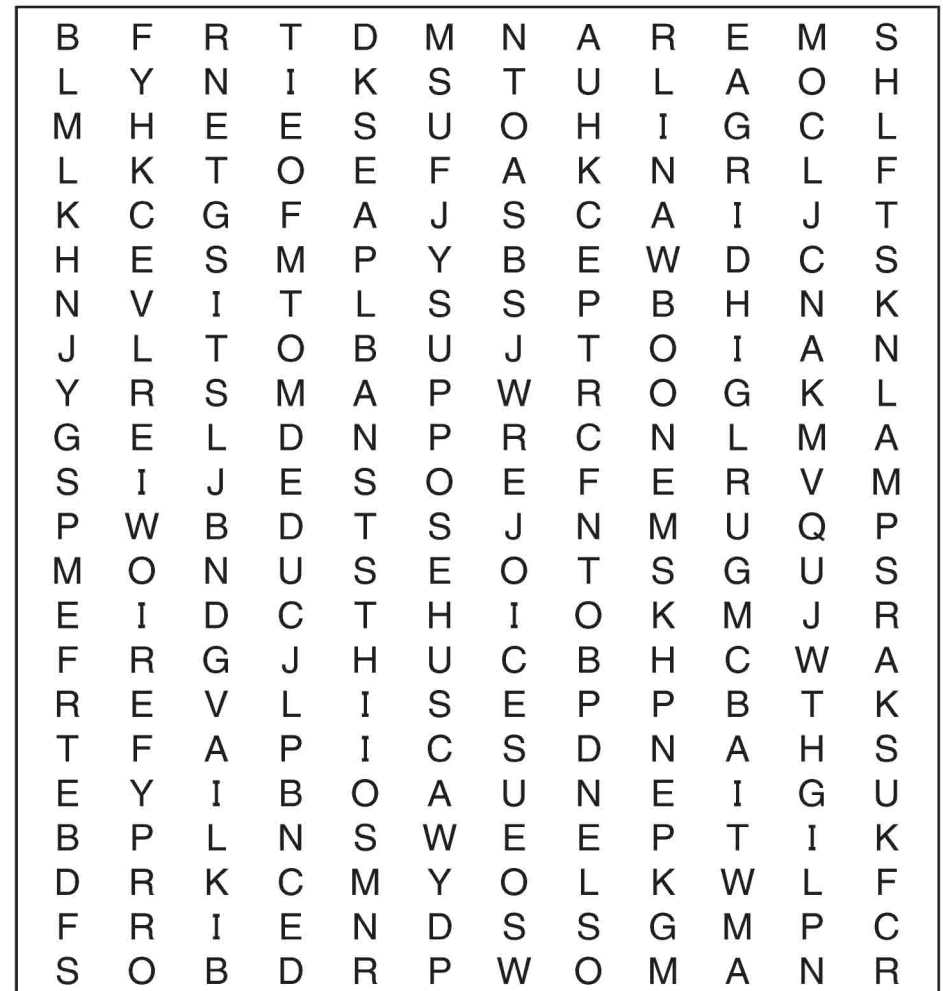 B F R T D M N A R E M S
L Y N I K S T U L A O H
M H E E S U O H I G C L
L K T O E F A K N R L F
K C G F A J S C A I J T
H E S M P Y B E W D C S
N V I T L S S P B H N K
J L T O B U J T O I A N
Y R S M A P W R O G K L
G E L D N P R C N L M A
S I J E S O E F E R V M
P W B D T S J N M U Q P
M O N U S E O T S G U S
E I D C T H I O K M J R
F R G J H U C B H C W A
R E V L I S E P P B T K
T F A P I C S D N A H S
E Y I B O A U N E I G U
B P L N S W E E P T I K
D R K C M Y O L K W L F
F R I E N D S S G M P C
S O B D R P W O M A N R